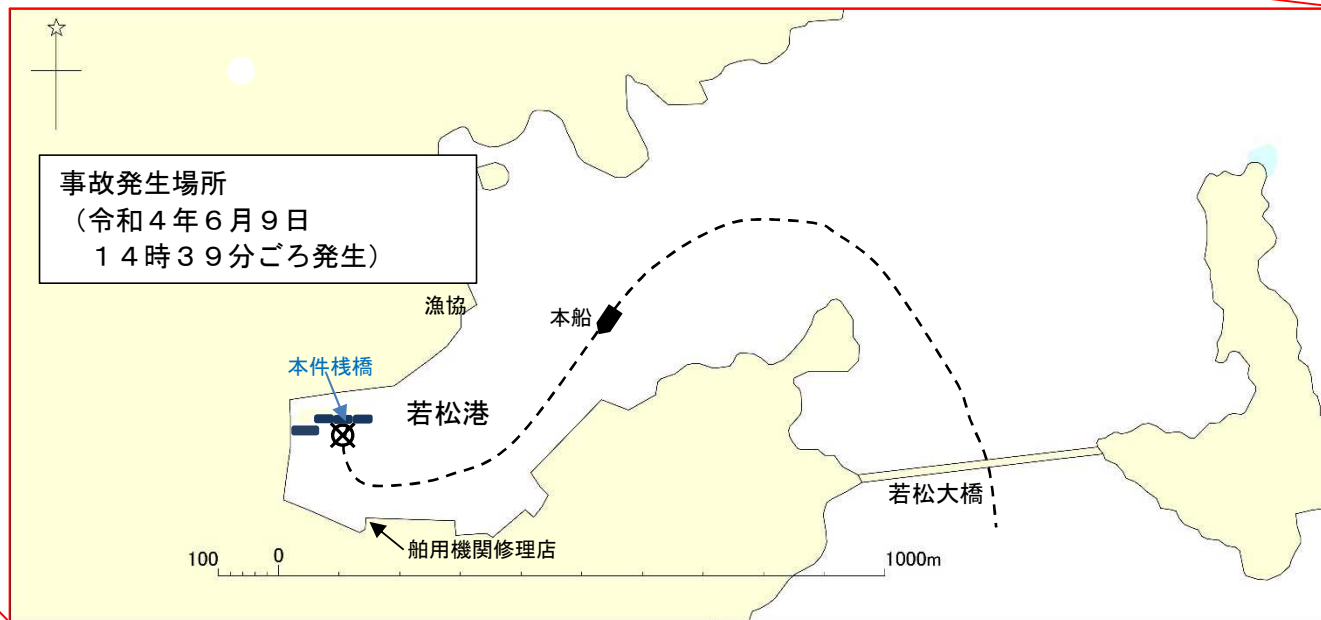 事故発生場所
（令和４年６月９日
１４時３９分ごろ発生）
漁協
本船
本件桟橋
若松港
若松大橋
舶用機関修理店
100 0 1000m